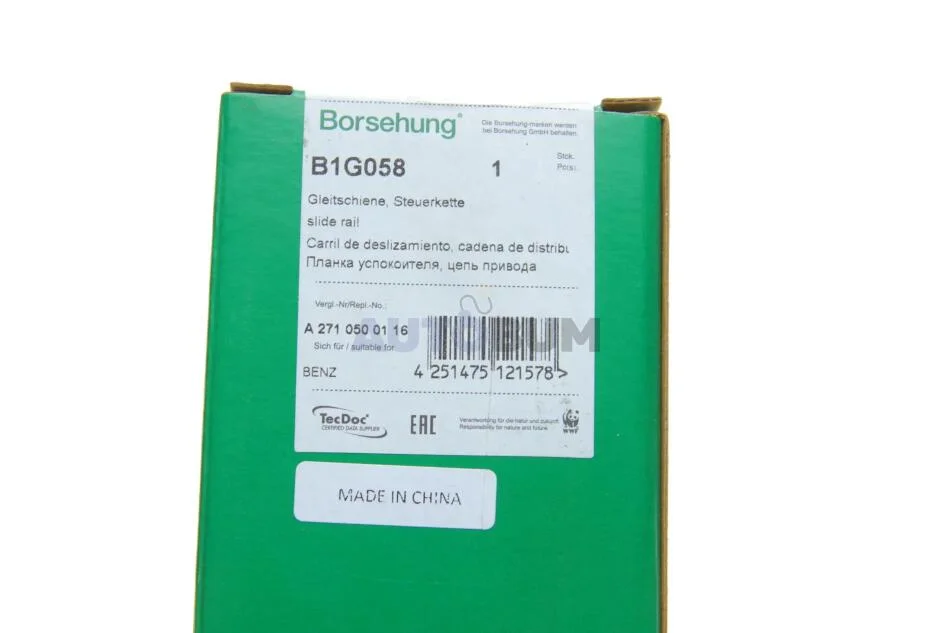 Borsehung®
Die Borsehung-marken werden
bei Borsehung GmbH behalten.
B1G058 1 Stck.
Pc(s).
Gleitschiene, Steuerkette
slide rail
Carril de deslizamiento, cadena de distribu
Планка успокоителя, цепь привода
Vergl.-Nr/Repl.-No.:
A 271 050 01 16
Sich für / suitable for
BENZ
4 251475 121578 >
AUTOBUM
TecDoc®
CERTIFIED DATA SUPPLIER
EAC
Verantwortung für die natur und zukunft
Responsibility for nature and future
WWF
MADE IN CHINA